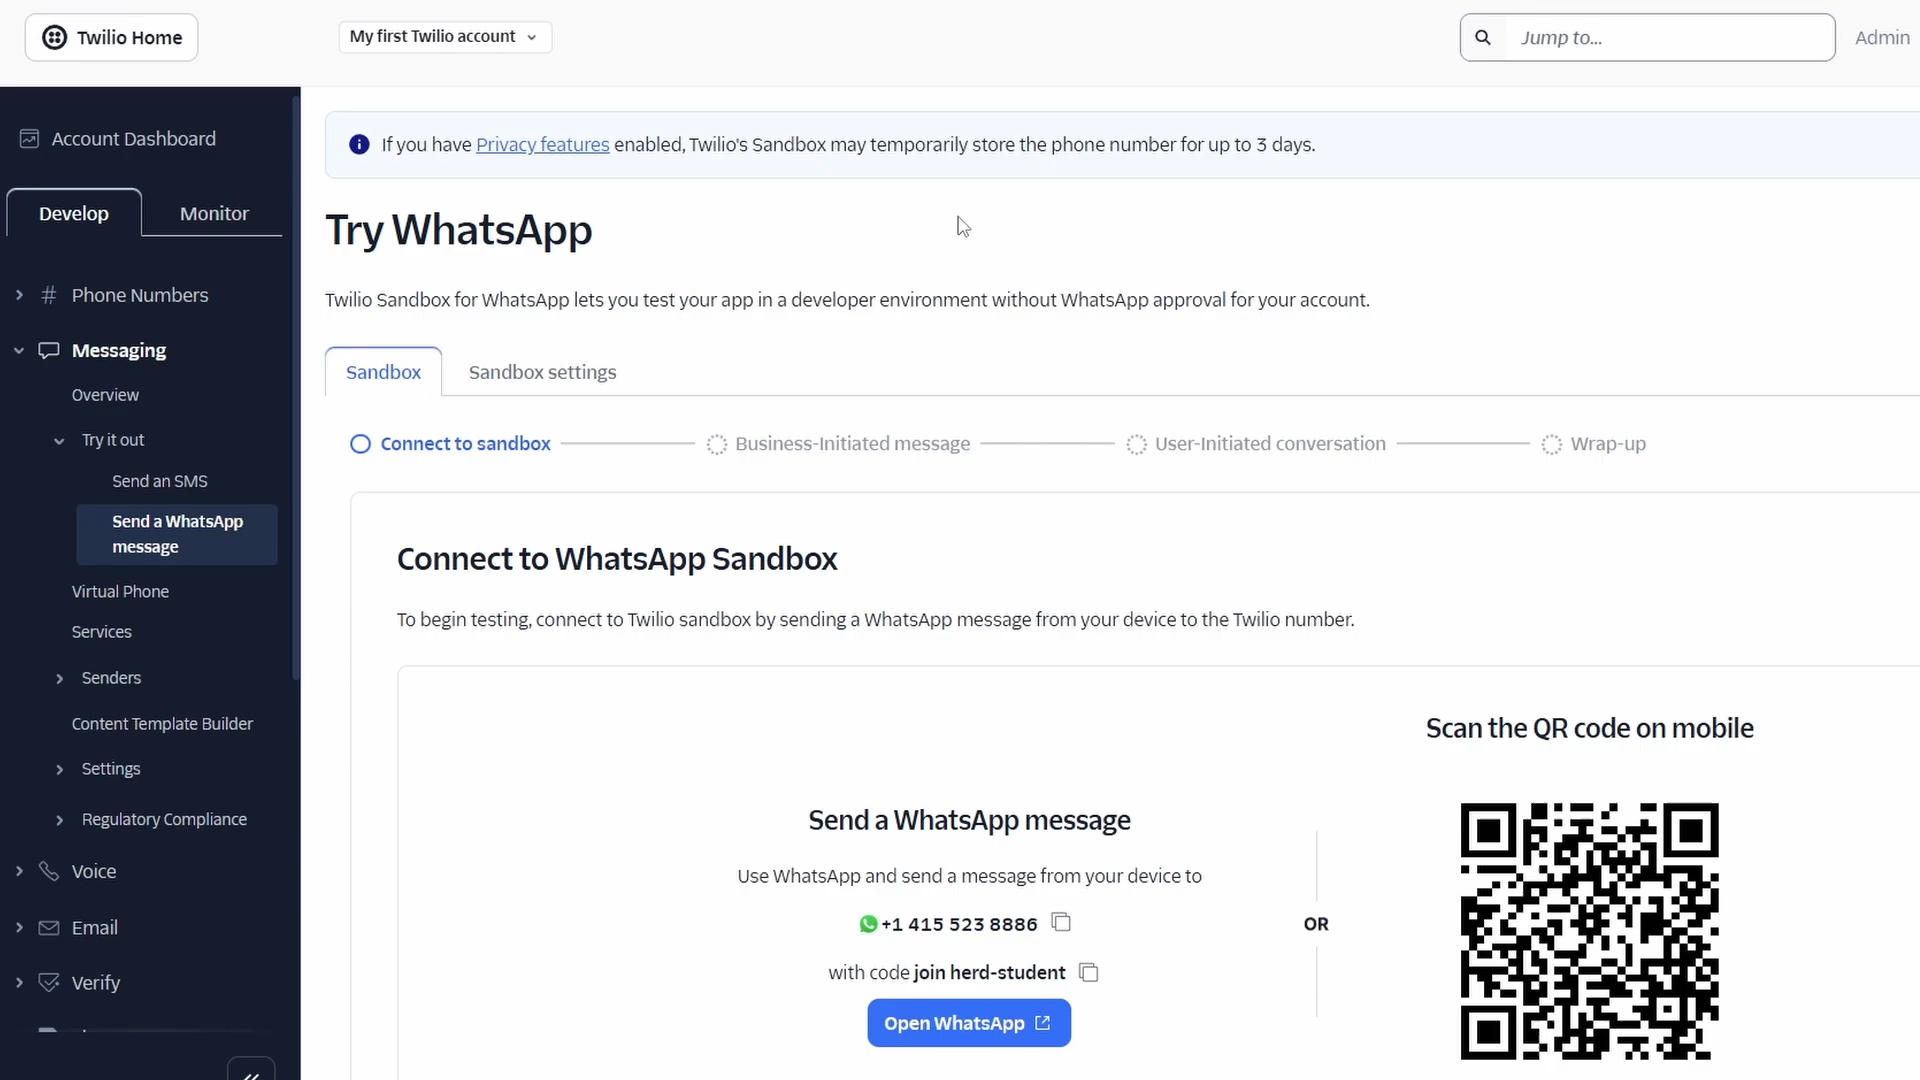 Twilio Home
My first Twilio account
Jump to...
Admin
Account Dashboard
Develop
Monitor
Phone Numbers
Messaging
Overview
Try it out
Send an SMS
Send a WhatsApp
message
Virtual Phone
Services
Senders
Content Template Builder
Settings
Regulatory Compliance
Voice
Email
Verify
If you have Privacy features enabled, Twilio's Sandbox may temporarily store the phone number for up to 3 days.
Try WhatsApp
Twilio Sandbox for WhatsApp lets you test your app in a developer environment without WhatsApp approval for your account.
Sandbox
Sandbox settings
Connect to sandbox
Business-Initiated message
User-Initiated conversation
Wrap-up
Connect to WhatsApp Sandbox
To begin testing, connect to Twilio sandbox by sending a WhatsApp message from your device to the Twilio number.
Send a WhatsApp message
Use WhatsApp and send a message from your device to
+1 415 523 8886
with code join herd-student
Open WhatsApp
OR
Scan the QR code on mobile